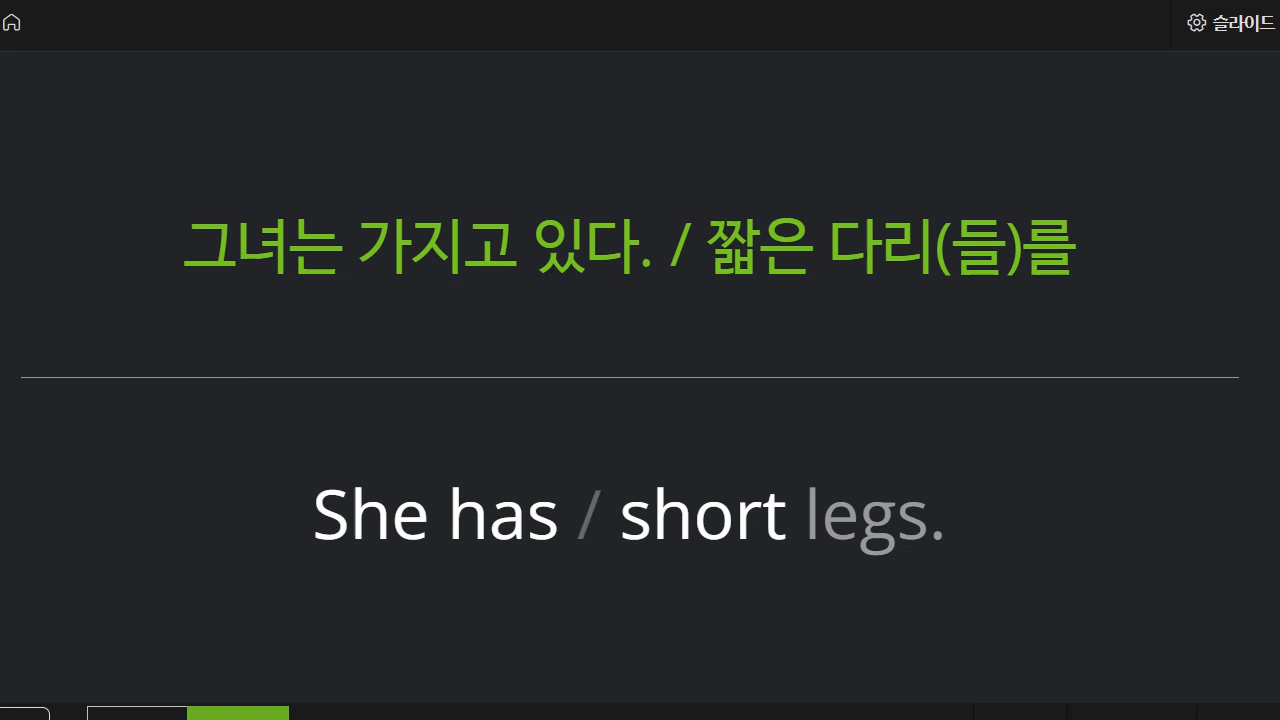 슬라이드
그녀는 가지고 있다. / 짧은 다리(들)를
She has / short legs.